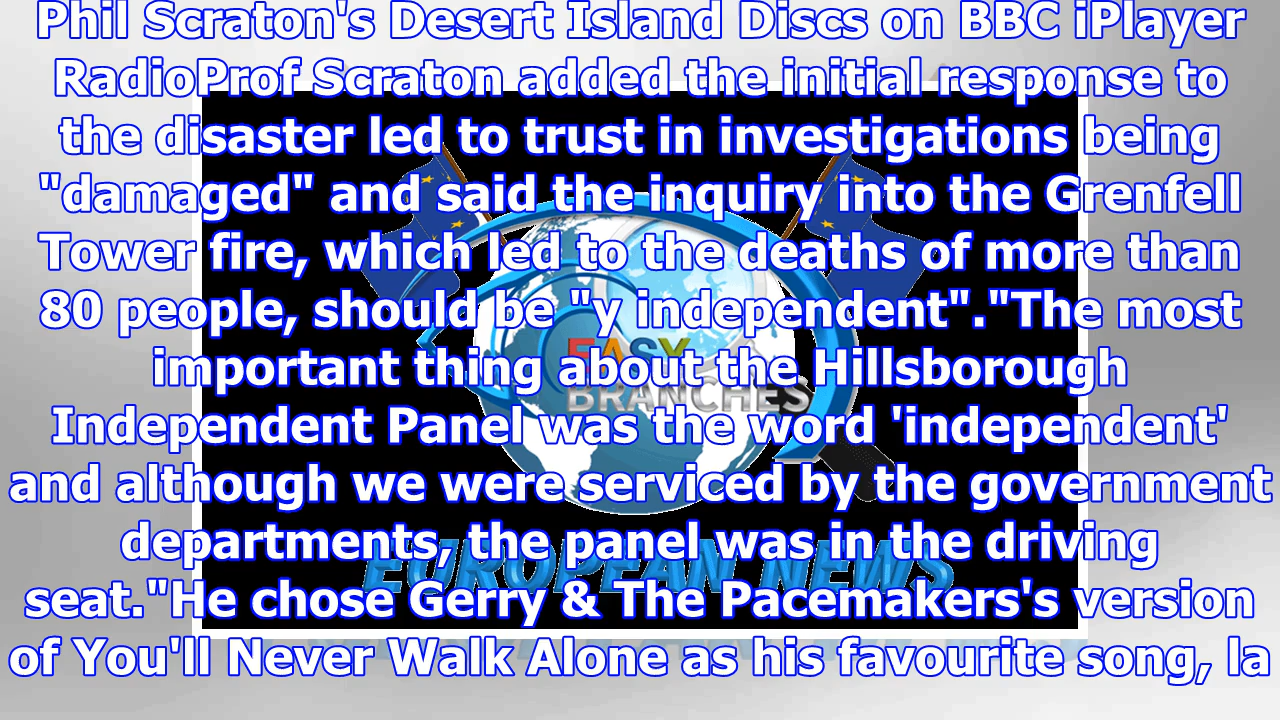 Phil Scraton's Desert Island Discs on BBC iPlayer
RadioProf Scraton added the initial response to
the disaster led to trust in investigations being
"damaged" and said the inquiry into the Grenfell
Tower fire, which led to the deaths of more than
80 people, should be "y independent"."The most
important thing about the Hillsborough
Independent Panel was the word 'independent'
and although we were serviced by the government
departments, the panel was in the driving
seat."He chose Gerry & The Pacemakers's version
of You'll Never Walk Alone as his favourite song, la
EASY
BRANCHES
EUROPEAN NEWS